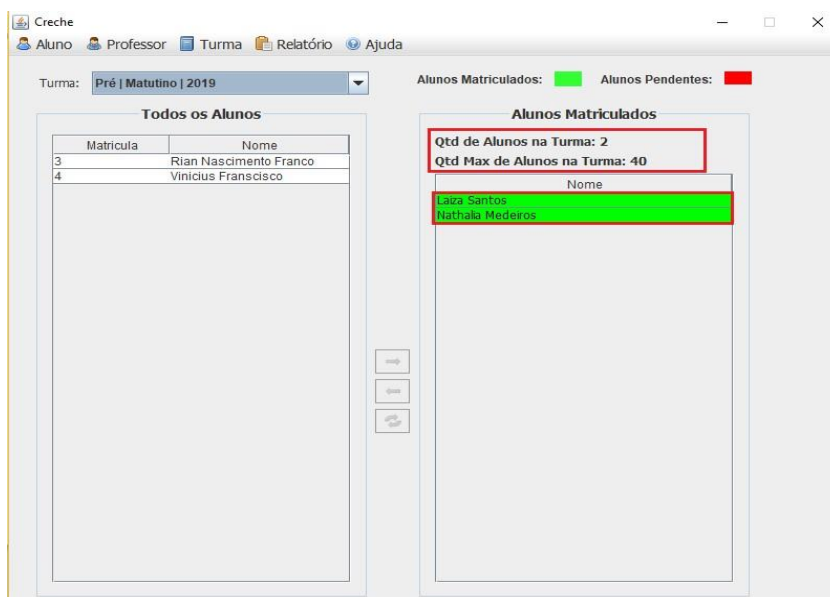 Creche
Aluno Professor Turma Relatório Ajuda
Turma: Pré | Matutino | 2019
Alunos Matriculados: Alunos Pendentes:
Todos os Alunos
Matricula Nome
3 Rian Nascimento Franco
4 Vinicius Franscisco
Alunos Matriculados
Qtd de Alunos na Turma: 2
Qtd Max de Alunos na Turma: 40
Nome
Laiza Santos
Nathalia Medeiros